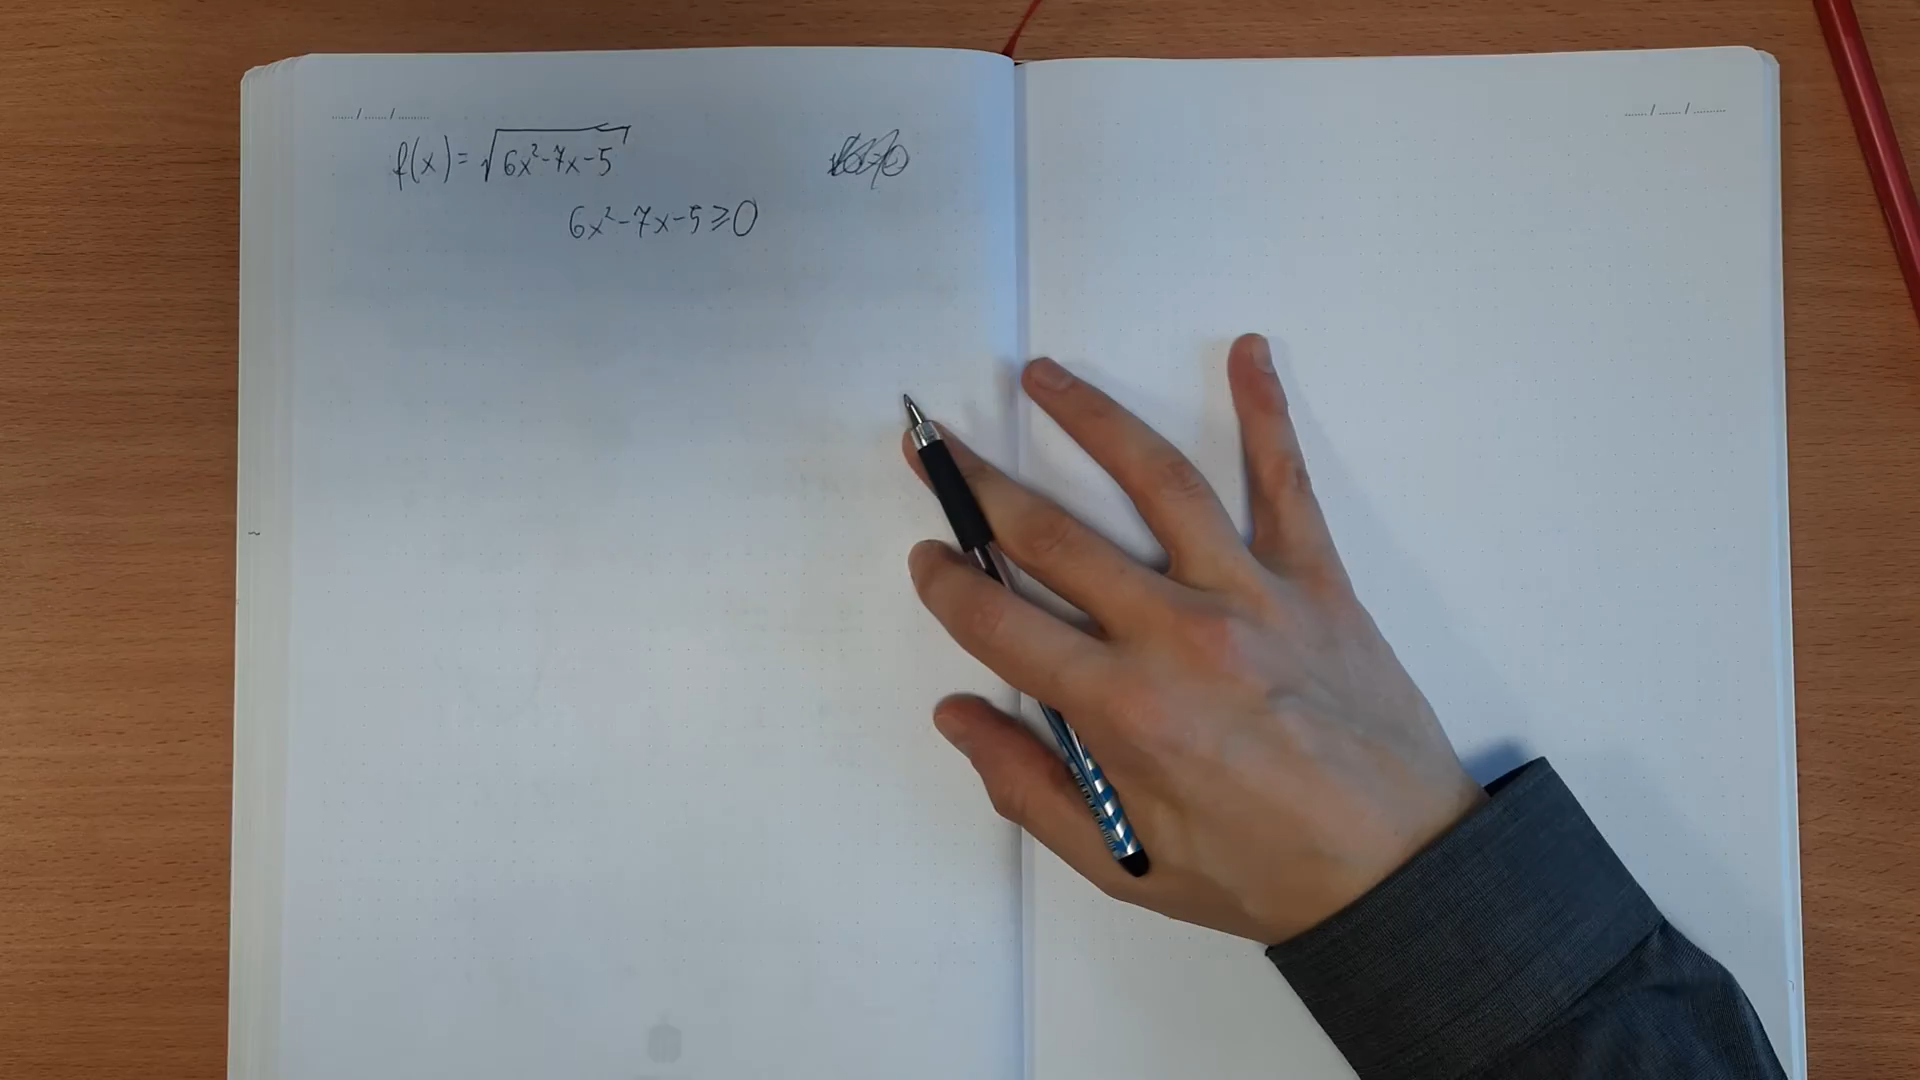 ...... / ...... / .........
f(x) = √(6x²-7x-5)
6x²-7x-5⩾0
...... / ...... / .........